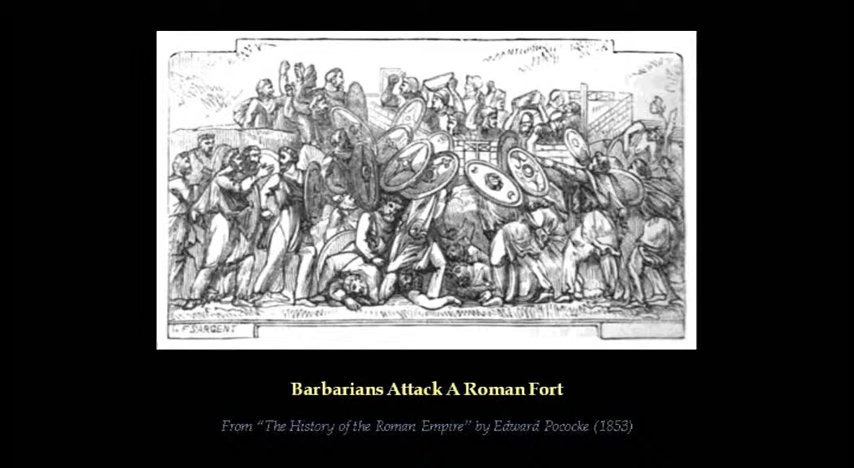 G F SARGENT
Barbarians Attack A Roman Fort
From “The History of the Roman Empire” by Edward Pococke (1853)